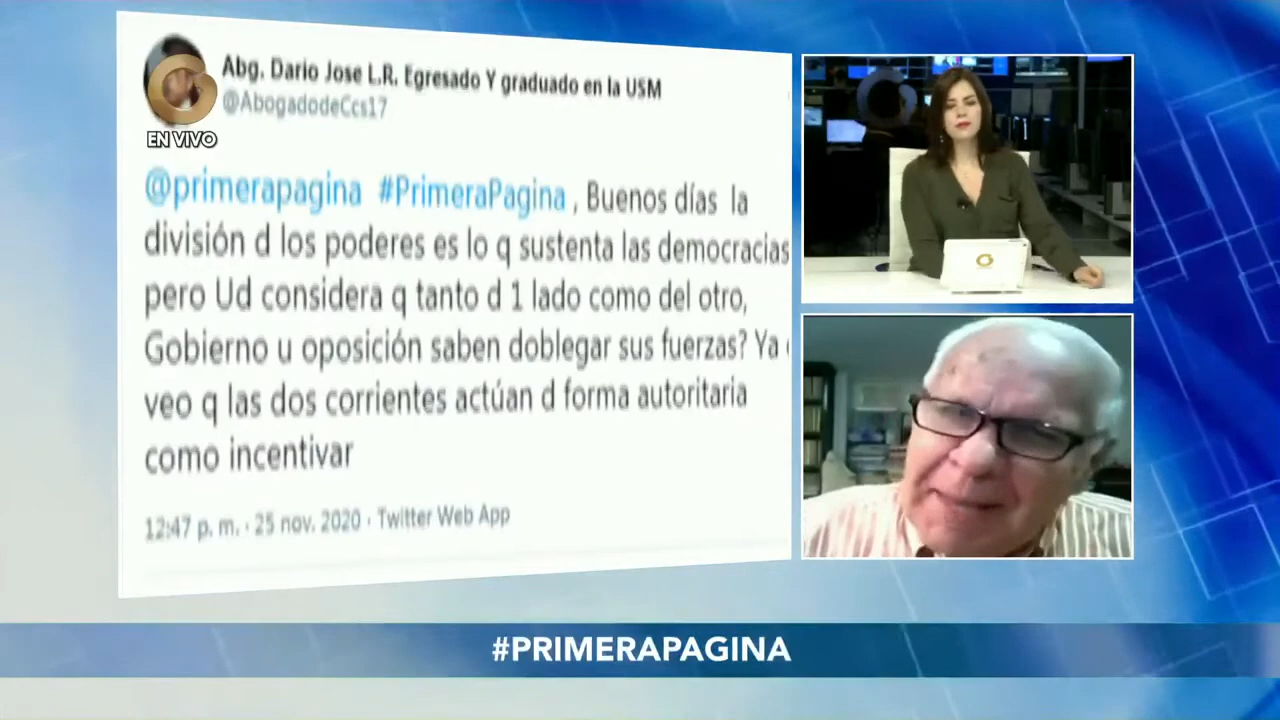 Abg. Dario Jose L.R. Egresado Y graduado en la USM
@AbogadodeCcs17
EN VIVO
@primerapagina #PrimeraPagina, Buenos días la
división d los poderes es lo q sustenta las democracias
pero Ud considera q tanto d 1 lado como del otro,
Gobierno u oposición saben doblegar sus fuerzas? Ya
veo q las dos corrientes actúan d forma autoritaria
como incentivar
12:47 p. m. · 25 nov. 2020 · Twitter Web App
#PRIMERAPAGINA